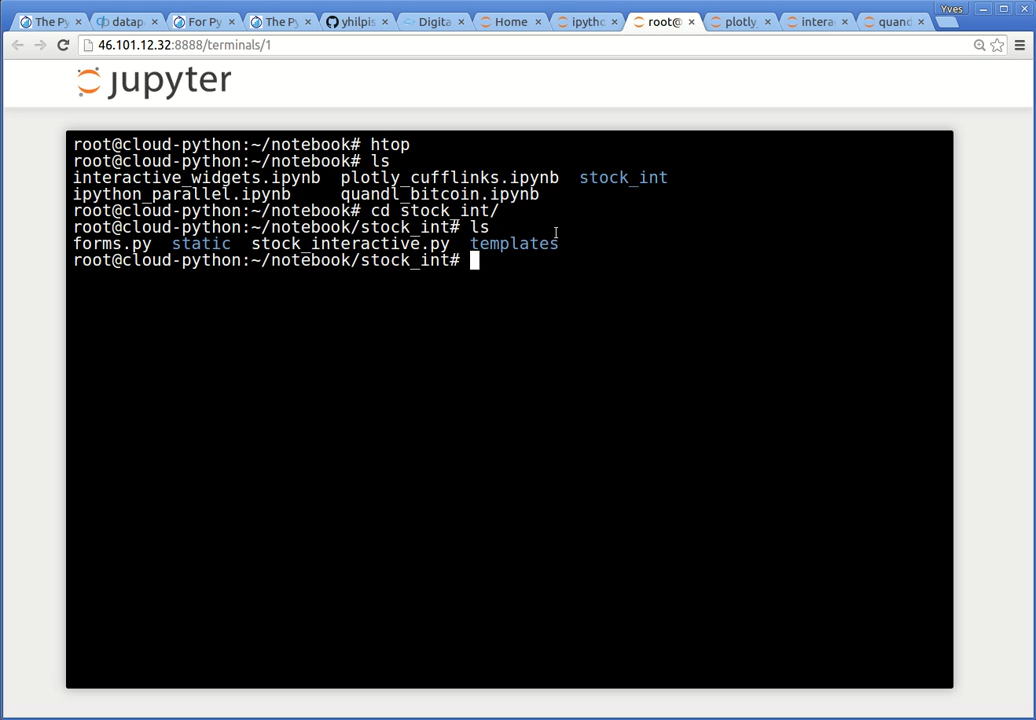 Yves
The Py
datap
For Py
The Py
yhilpis
Digita
Home
ipytho
root@
plotly
intera
quan
46.101.12.32:8888/terminals/1
jupyter
root@cloud-python:~/notebook# htop
root@cloud-python:~/notebook# ls
interactive_widgets.ipynb plotly_cufflinks.ipynb stock_int
ipython_parallel.ipynb quandl_bitcoin.ipynb
root@cloud-python:~/notebook# cd stock_int/
root@cloud-python:~/notebook/stock_int# ls
forms.py static stock_interactive.py templates
root@cloud-python:~/notebook/stock_int#